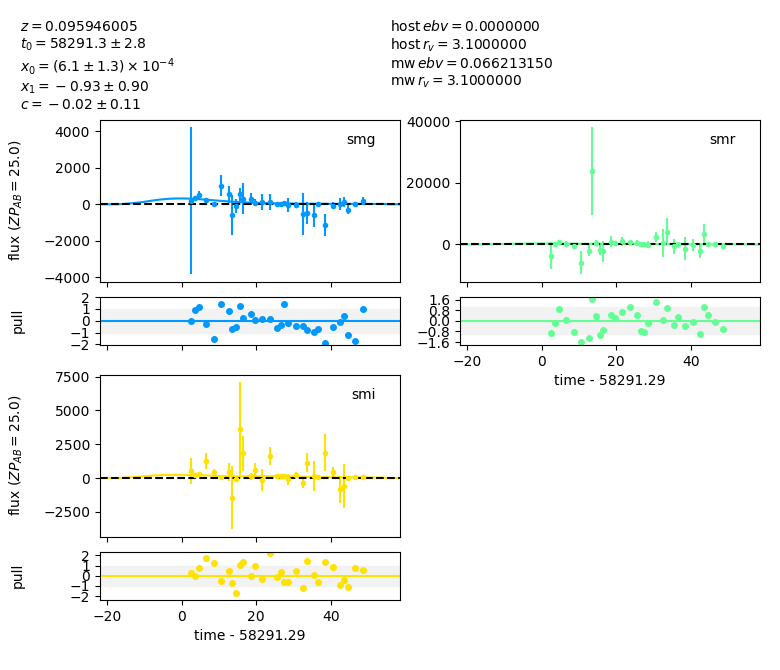 z = 0.095946005
t0 = 58291.3 ± 2.8
x0 = (6.1 ± 1.3) × 10^−4
x1 = −0.93 ± 0.90
c = −0.02 ± 0.11
host ebv = 0.0000000
host rv = 3.1000000
mw ebv = 0.066213150
mw rv = 3.1000000
smg
4000
2000
0
−2000
−4000
flux (ZP_AB = 25.0)
2
1
0
−1
−2
pull
smr
40000
20000
0
1.6
0.8
0.0
−0.8
−1.6
−20 0 20 40
time - 58291.29
smi
7500
5000
2500
0
−2500
flux (ZP_AB = 25.0)
2
1
0
−1
−2
pull
−20 0 20 40
time - 58291.29